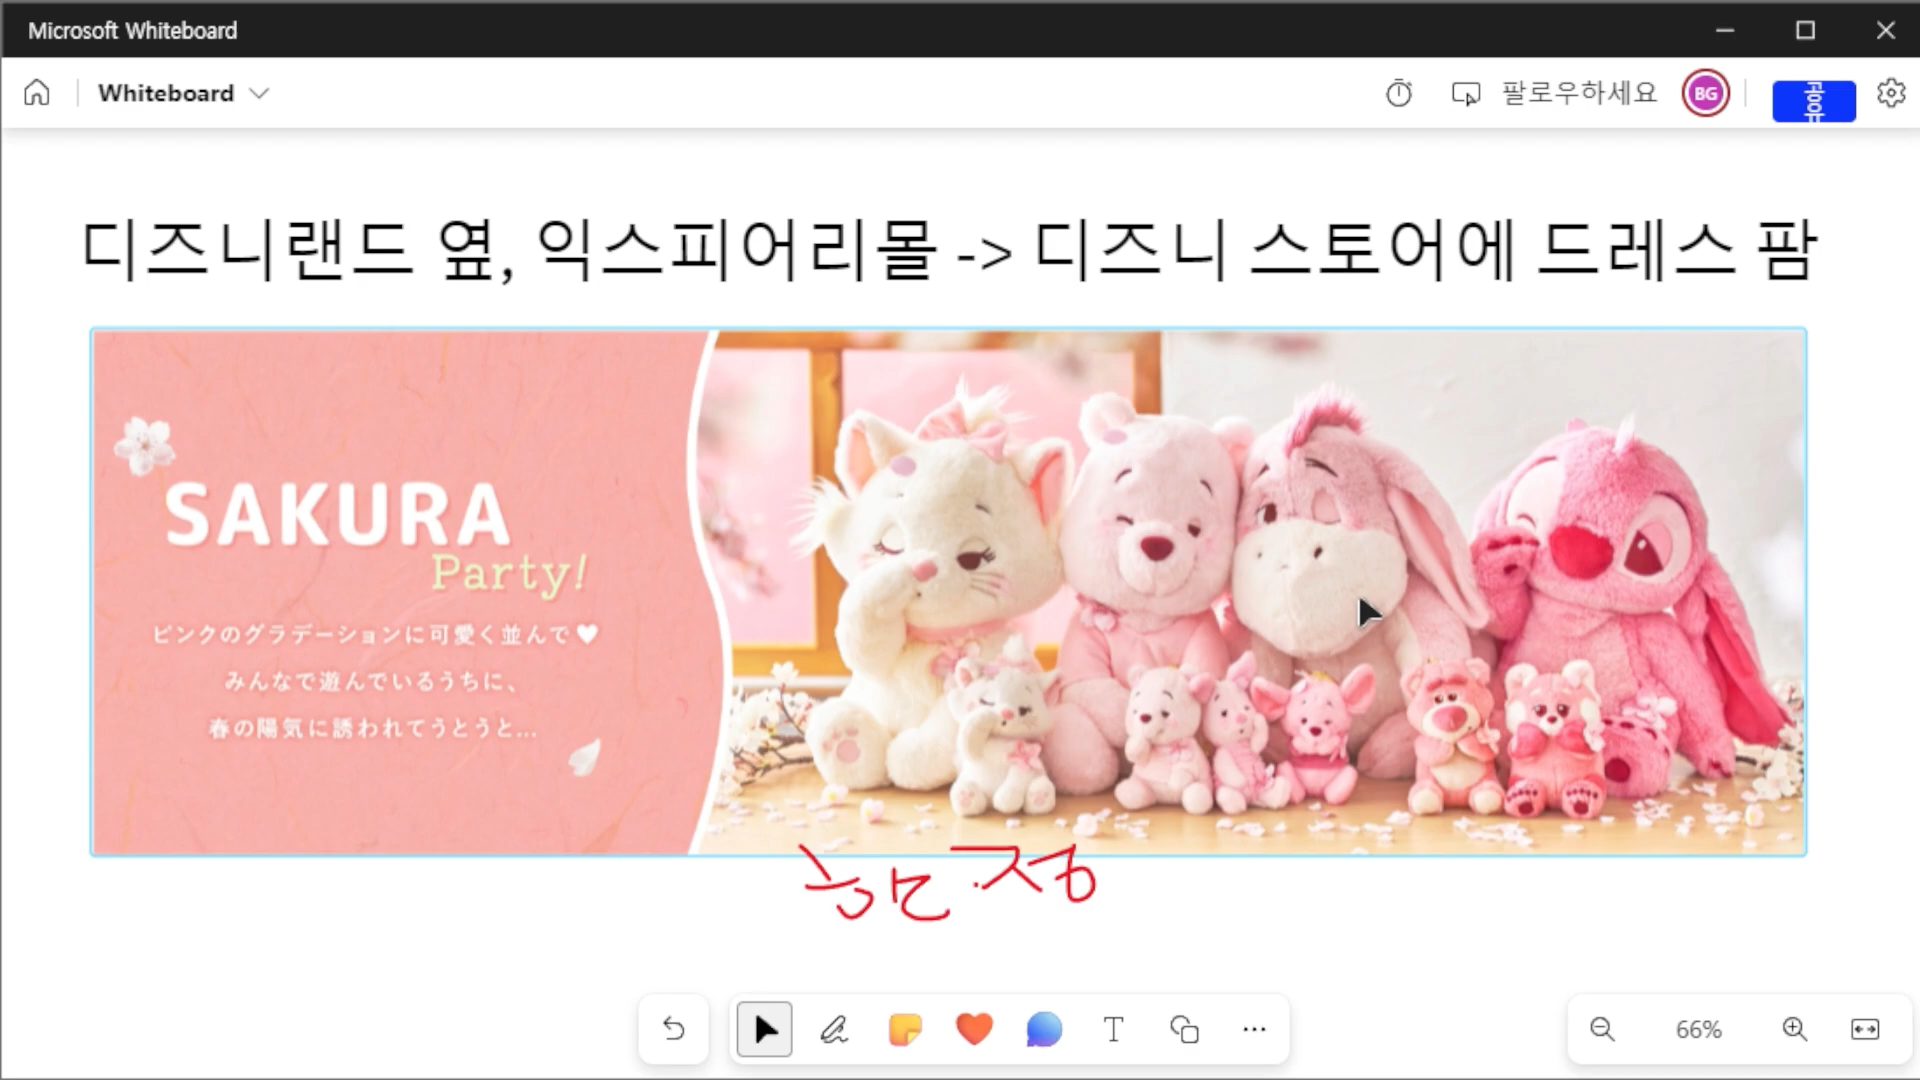 Microsoft Whiteboard
Whiteboard
팔로우하세요
BG
공유
디즈니랜드 옆, 익스피어리몰 -> 디즈니 스토어에 드레스 팜
SAKURA
Party!
ピンクのグラデーションに可愛く並んで♥
みんなで遊んでいるうちに、
春の陽気に誘われてうとうと...
한정
66%